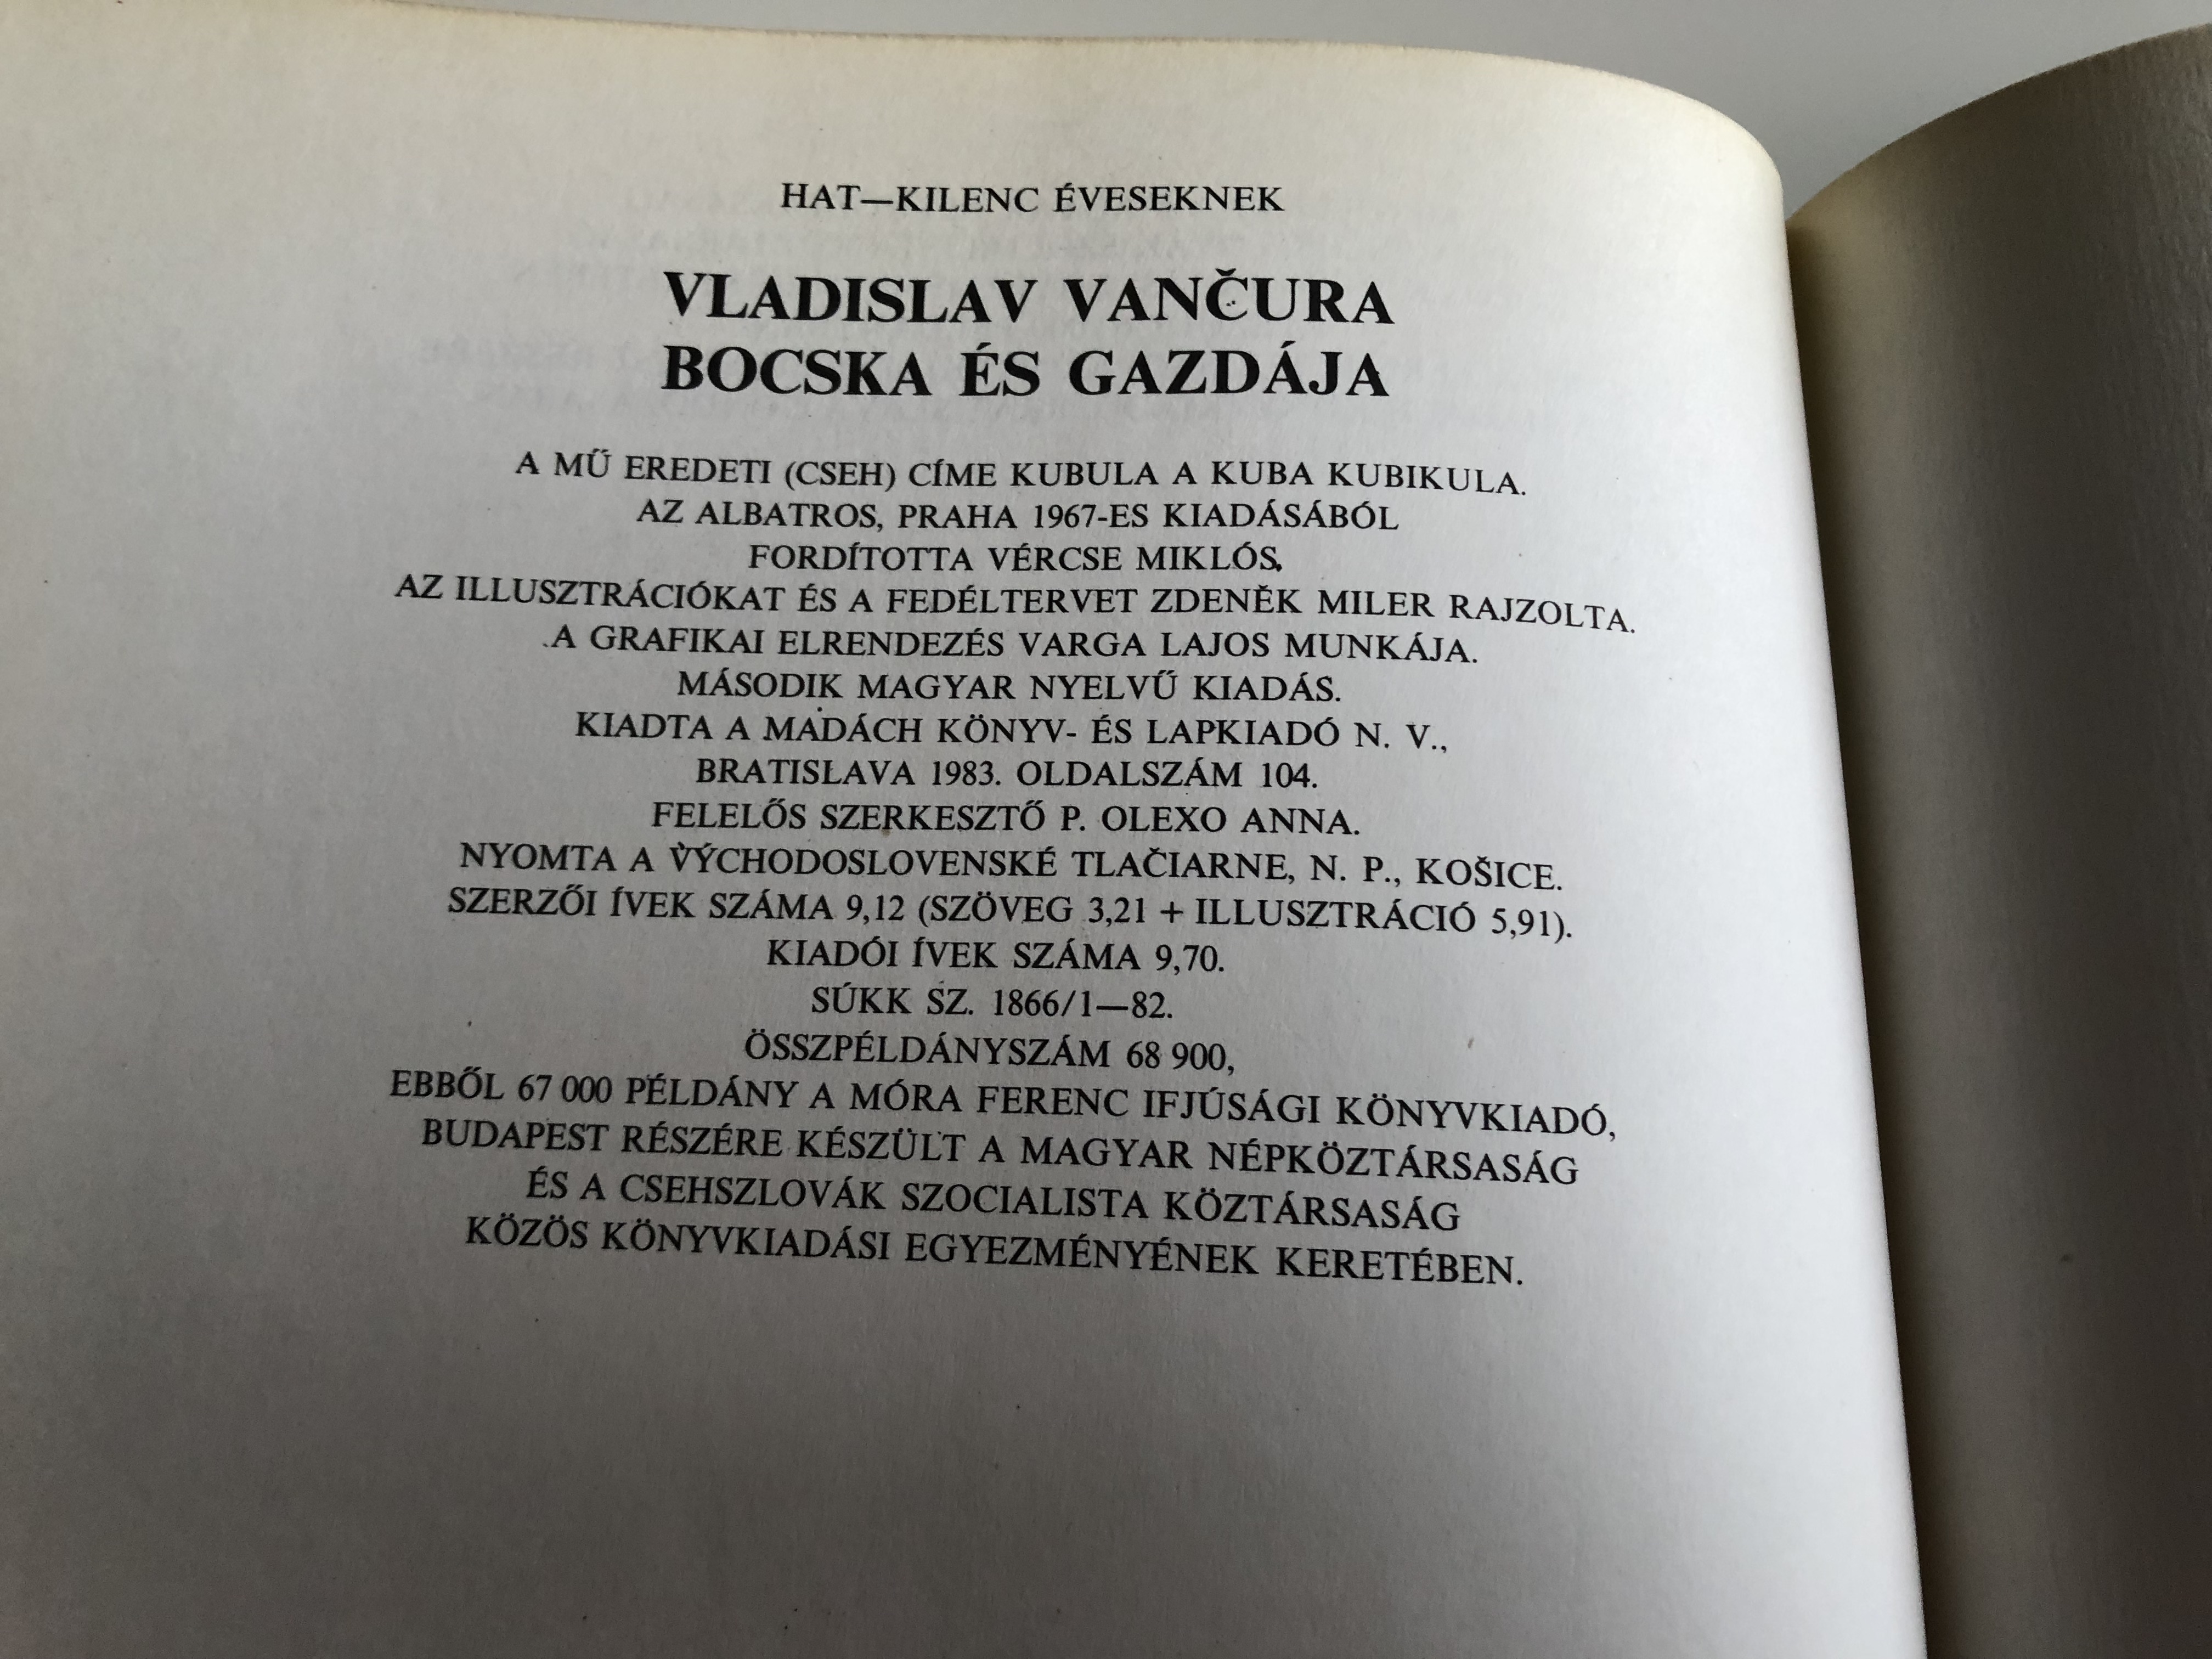 HAT—KILENC ÉVESEKNEK
VLADISLAV VANČURA
BOCSKA ÉS GAZDÁJA
A MŰ EREDETI (CSEH) CÍME KUBULA A KUBA KUBIKULA.
AZ ALBATROS, PRAHA 1967-ES KIADÁSÁBÓL
FORDÍTOTTA VÉRCSE MIKLÓS.
AZ ILLUSZTRÁCIÓKAT ÉS A FEDÉLTERVET ZDENĚK MILER RAJZOLTA.
A GRAFIKAI ELRENDEZÉS VARGA LAJOS MUNKÁJA.
MÁSODIK MAGYAR NYELVŰ KIADÁS.
KIADTA A MADÁCH KÖNYV- ÉS LAPKIADÓ N. V.,
BRATISLAVA 1983. OLDALSZÁM 104.
FELELŐS SZERKESZTŐ P. OLEXO ANNA.
NYOMTA A VÝCHODOSLOVENSKÉ TLAČIARNE, N. P., KOŠICE.
SZERZŐI ÍVEK SZÁMA 9,12 (SZÖVEG 3,21 + ILLUSZTRÁCIÓ 5,91).
KIADÓI ÍVEK SZÁMA 9,70.
SÚKK SZ. 1866/1—82.
ÖSSZPÉLDÁNYSZÁM 68 900,
EBBŐL 67 000 PÉLDÁNY A MÓRA FERENC IFJÚSÁGI KÖNYVKIADÓ,
BUDAPEST RÉSZÉRE KÉSZÜLT A MAGYAR NÉPKÖZTÁRSASÁG
ÉS A CSEHSZLOVÁK SZOCIALISTA KÖZTÁRSASÁG
KÖZÖS KÖNYVKIADÁSI EGYEZMÉNYÉNEK KERETÉBEN.